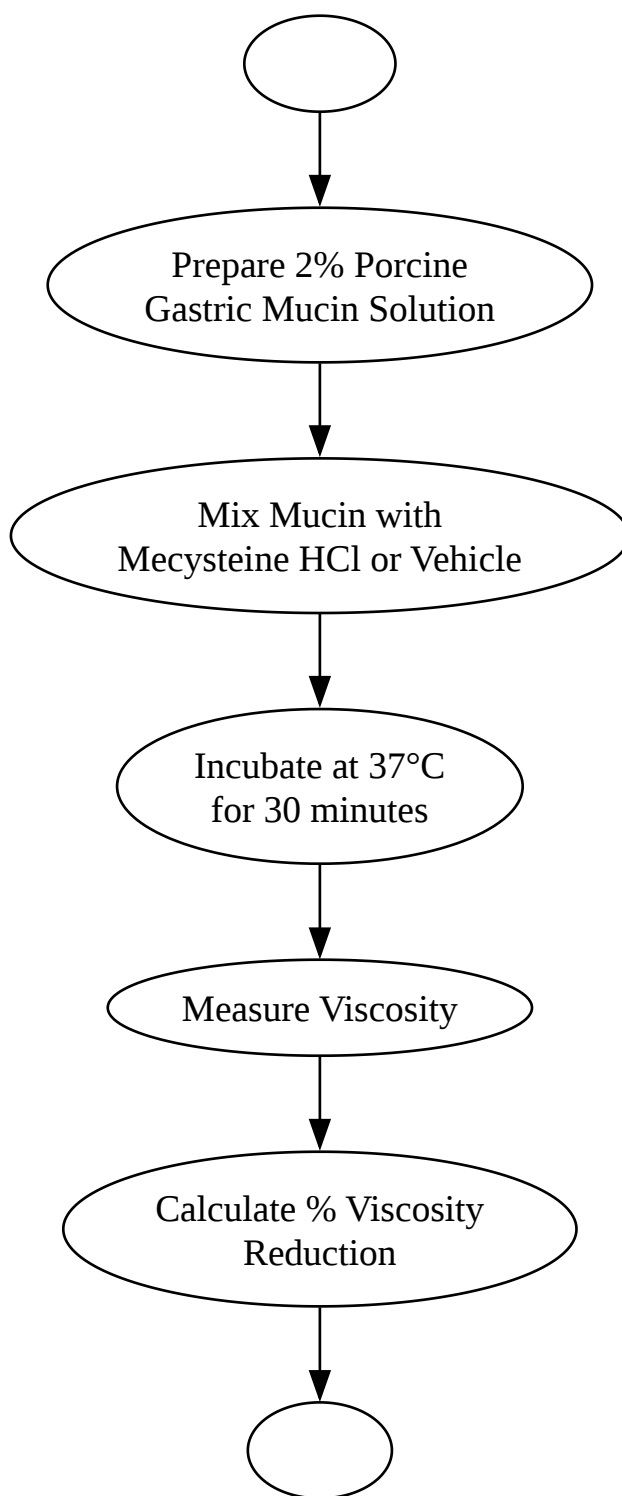 Prepare 2% Porcine
Gastric Mucin Solution
Mix Mucin with
Mecysteine HCl or Vehicle
Incubate at 37°C
for 30 minutes
Measure Viscosity
Calculate % Viscosity
Reduction